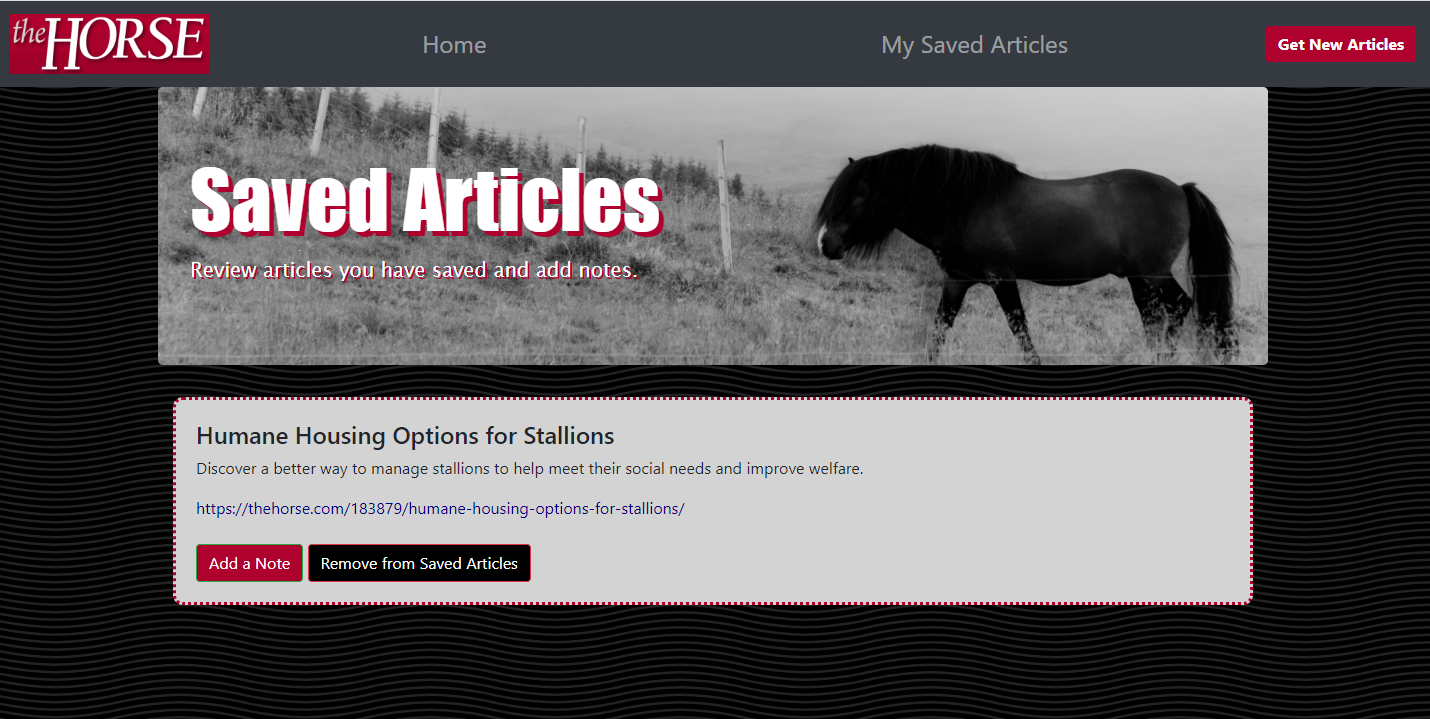 theHORSE
Home
My Saved Articles
Get New Articles
Saved Articles
Review articles you have saved and add notes.
Humane Housing Options for Stallions
Discover a better way to manage stallions to help meet their social needs and improve welfare.
https://thehorse.com/183879/humane-housing-options-for-stallions/
Add a Note
Remove from Saved Articles